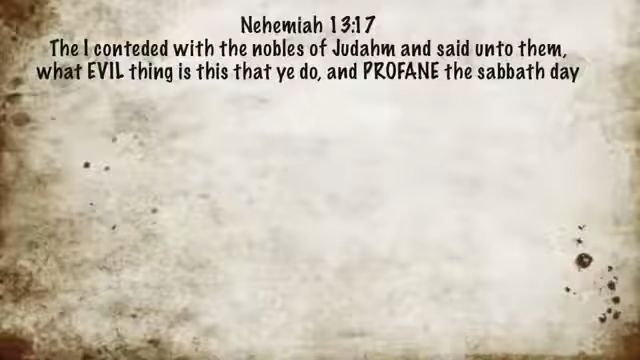 Nehemiah 13:17
The I conteded with the nobles of Judahm and said unto them,
what EVIL thing is this that ye do, and PROFANE the sabbath day